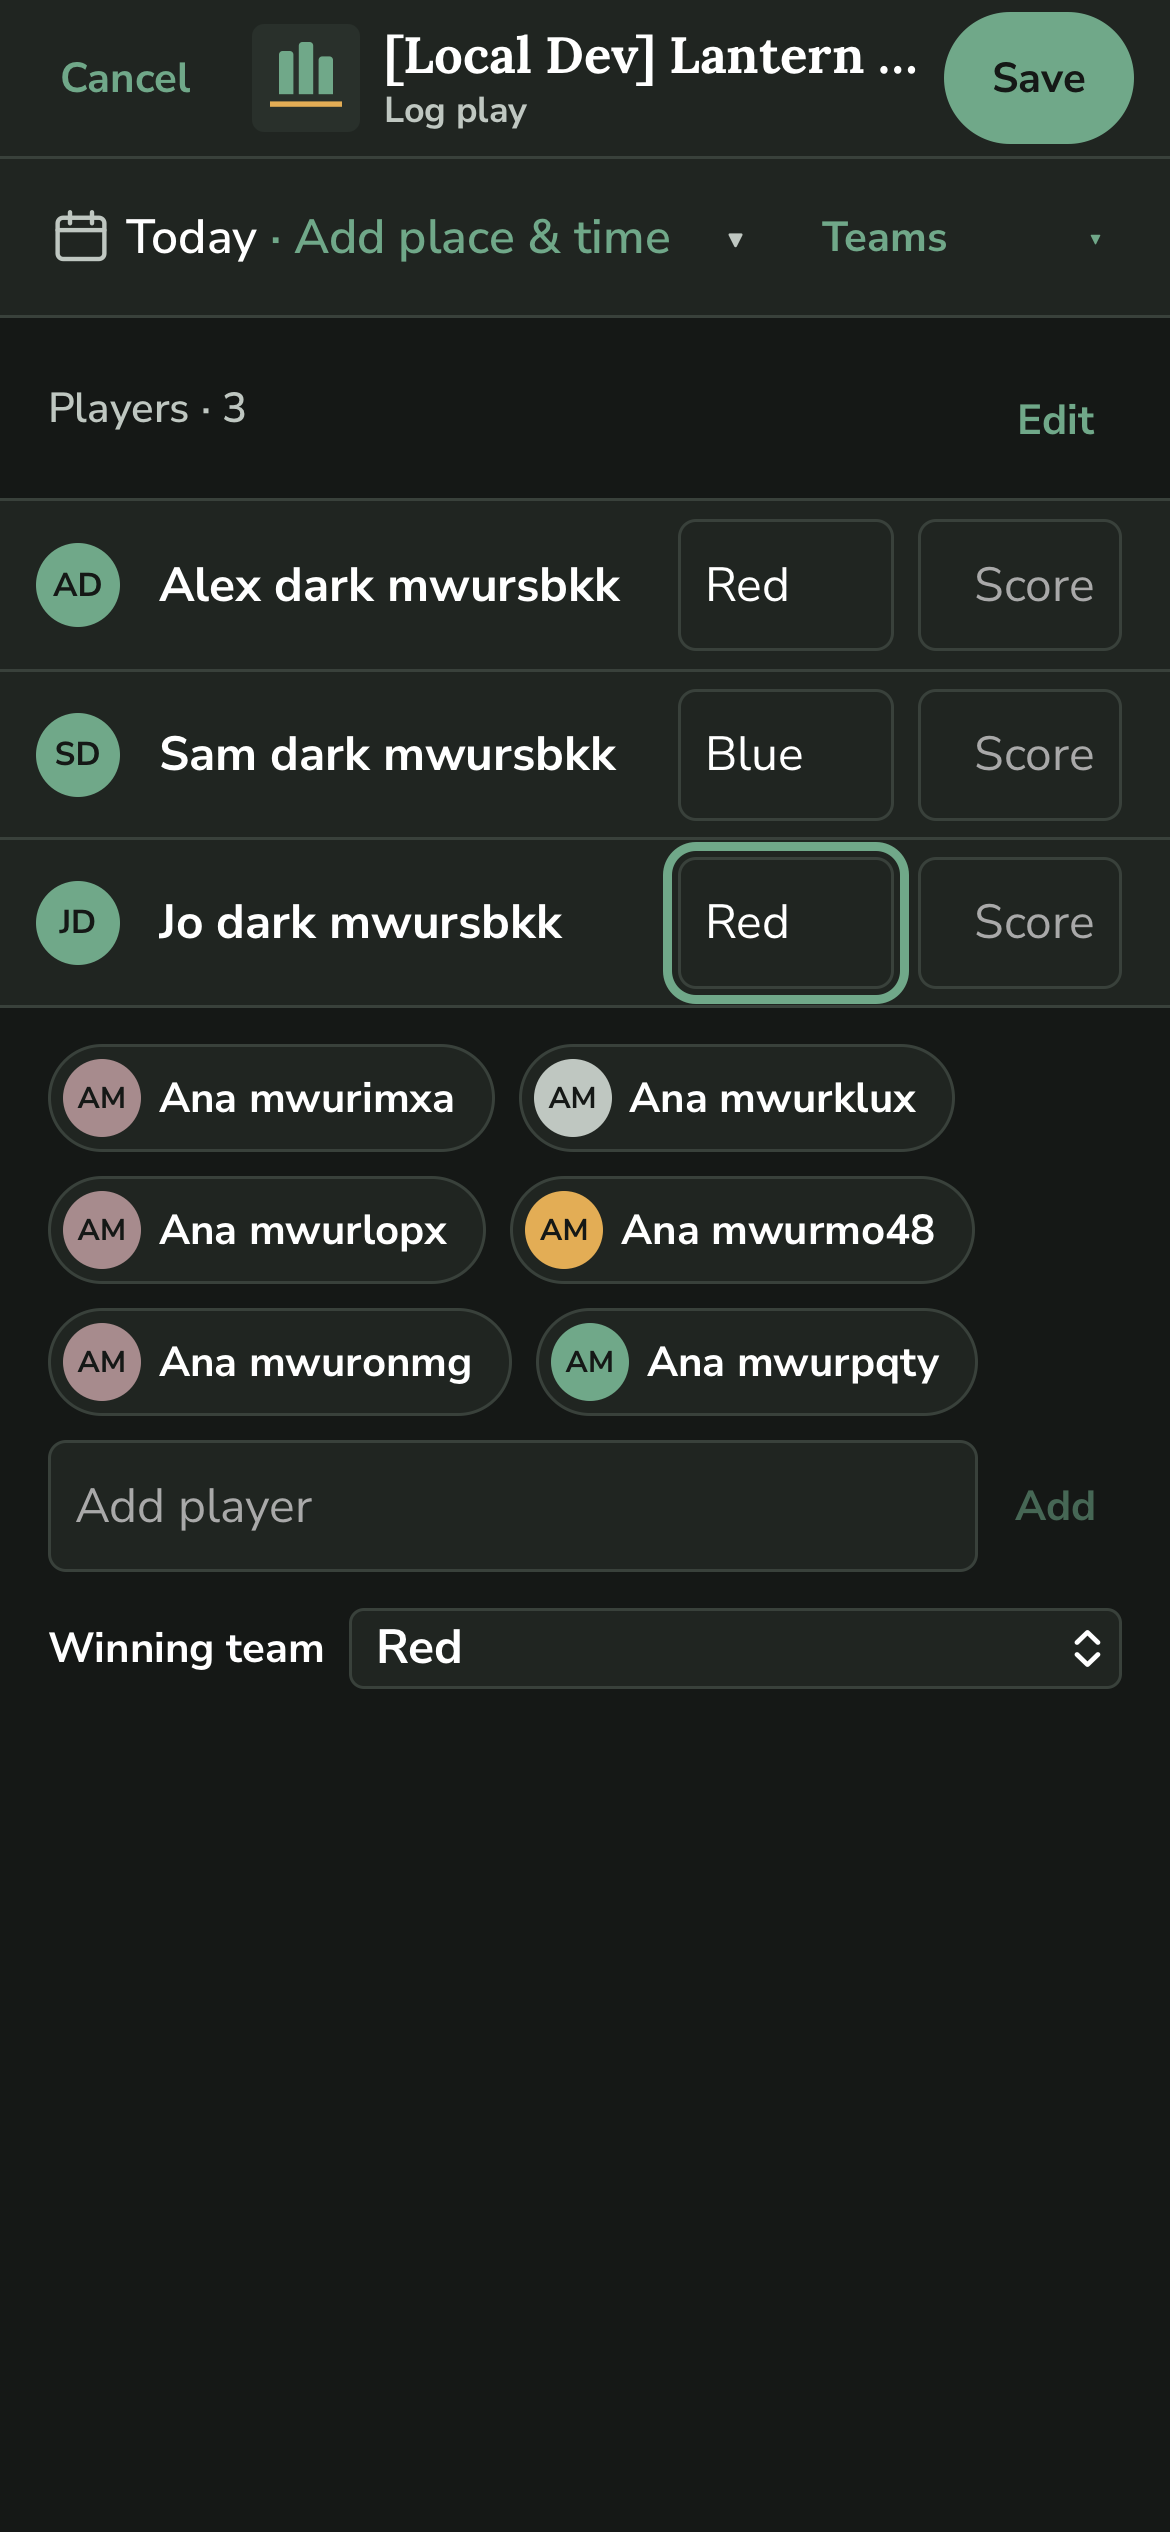 Cancel
[Local Dev] Lantern ...
Log play
Save
Today · Add place & time
Teams
Players · 3
Edit
AD Alex dark mwursbkk Red Score
SD Sam dark mwursbkk Blue Score
JD Jo dark mwursbkk Red Score
AM Ana mwurimxa AM Ana mwurklux
AM Ana mwurlopx AM Ana mwurmo48
AM Ana mwuronmg AM Ana mwurpqty
Add player Add
Winning team Red